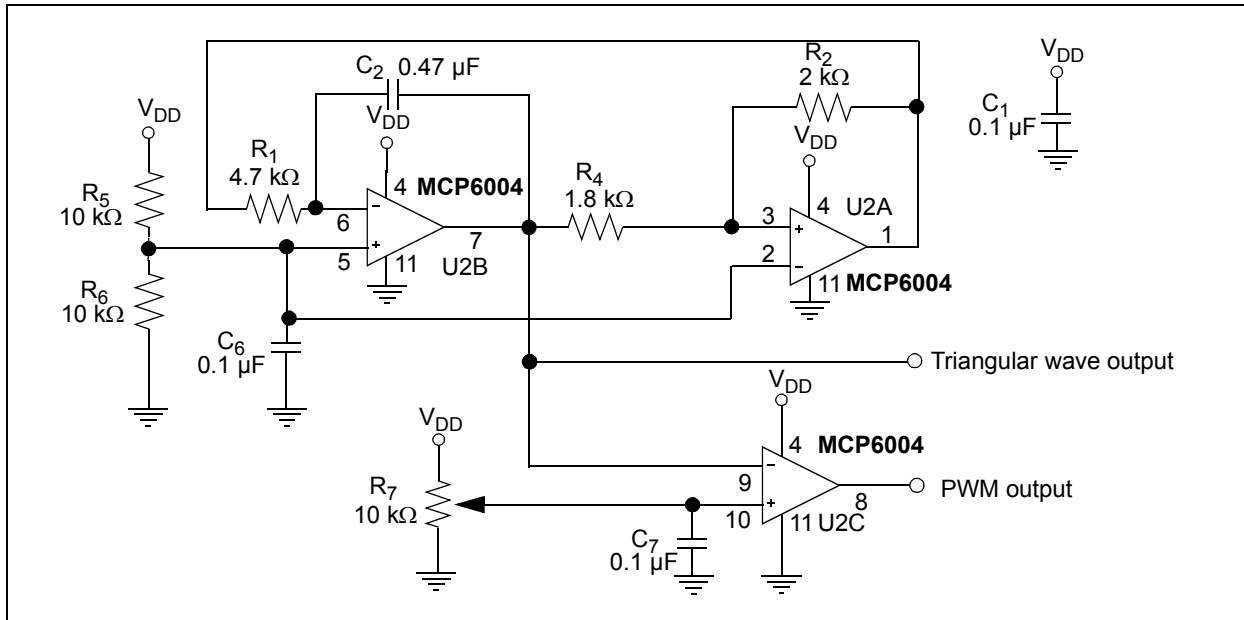 C2 0.47 µF
R2
2 kΩ
VDD
C1
0.1 µF
VDD
VDD
VDD
R1
4.7 kΩ
R5
10 kΩ
R4
1.8 kΩ
4
MCP6004
6
-
+
5
7
11
U2B
3
+
2
-
4
U2A
1
11
MCP6004
R6
10 kΩ
C6
0.1 µF
Triangular wave output
VDD
VDD
4
MCP6004
R7
10 kΩ
9
-
10
+
8
PWM output
11
U2C
C7
0.1 µF